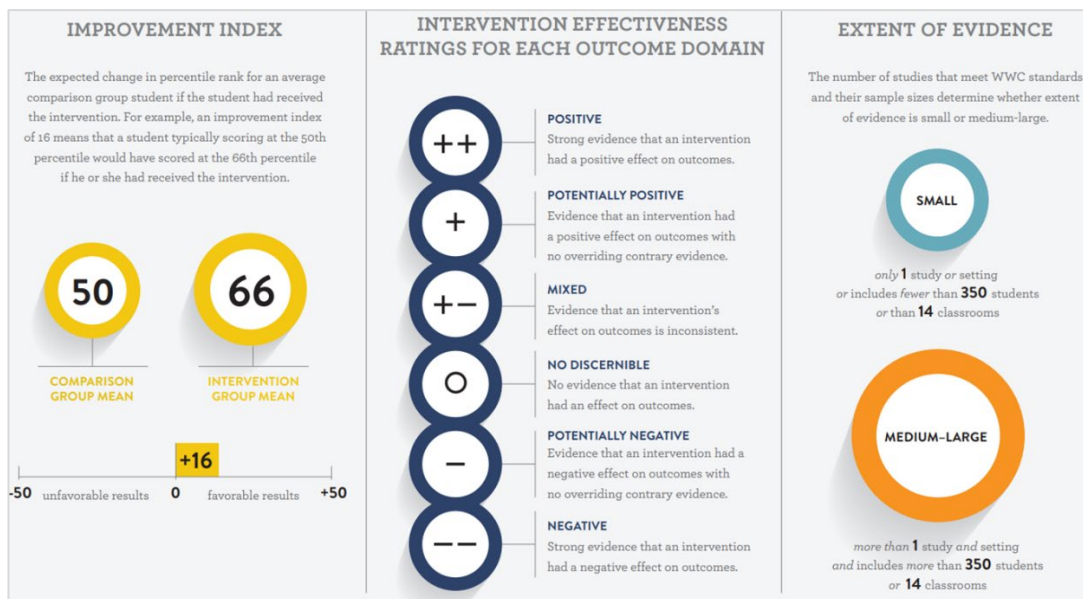 IMPROVEMENT INDEX
The expected change in percentile rank for an average
comparison group student if the student had received
the intervention. For example, an improvement index
of 16 means that a student typically scoring at the 50th
percentile would have scored at the 66th percentile
if he or she had received the intervention.
50
66
COMPARISON
GROUP MEAN
INTERVENTION
GROUP MEAN
+16
-50 unfavorable results 0 favorable results +50
INTERVENTION EFFECTIVENESS
RATINGS FOR EACH OUTCOME DOMAIN
++
POSITIVE
Strong evidence that an intervention
had a positive effect on outcomes.
+
POTENTIALLY POSITIVE
Evidence that an intervention had
a positive effect on outcomes with
no overriding contrary evidence.
+−
MIXED
Evidence that an intervention's
effect on outcomes is inconsistent.
O
NO DISCERNIBLE
No evidence that an intervention
had an effect on outcomes.
−
POTENTIALLY NEGATIVE
Evidence that an intervention had a
negative effect on outcomes with
no overriding contrary evidence.
−−
NEGATIVE
Strong evidence that an intervention
had a negative effect on outcomes.
EXTENT OF EVIDENCE
The number of studies that meet WWC standards
and their sample sizes determine whether extent
of evidence is small or medium-large.
SMALL
only 1 study or setting
or includes fewer than 350 students
or than 14 classrooms
MEDIUM–LARGE
more than 1 study and setting
and includes more than 350 students
or 14 classrooms